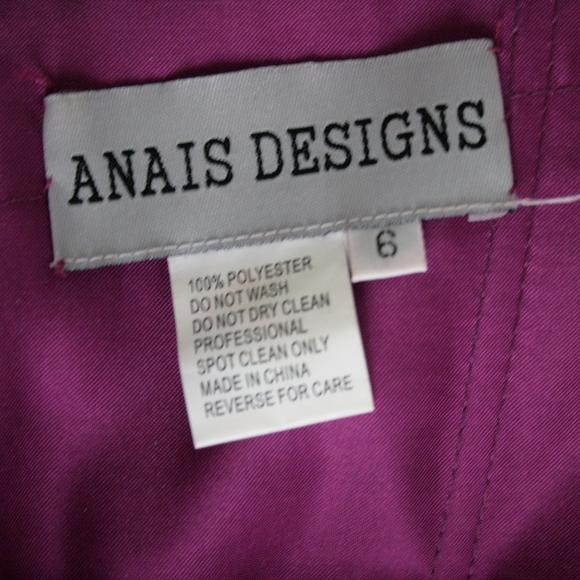 ANAIS DESIGNS
6
100% POLYESTER
DO NOT WASH
DO NOT DRY CLEAN
PROFESSIONAL
SPOT CLEAN ONLY
MADE IN CHINA
REVERSE FOR CARE